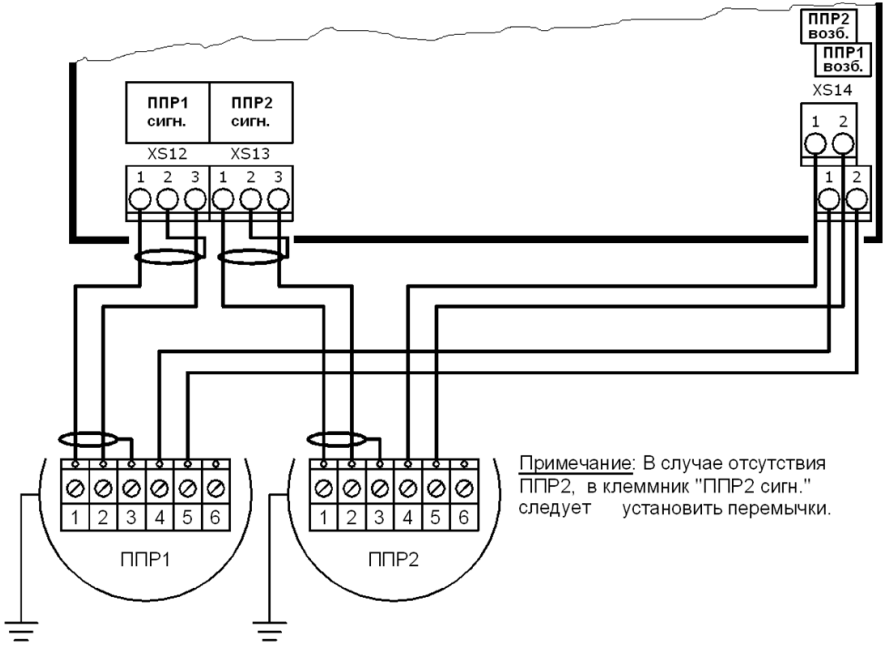 ППР2
возб.
ППР1
возб.
XS14
ППР1
сигн.
ППР2
сигн.
XS12
XS13
1 2
1 2 3
1 2 3
1 2
Примечание: В случае отсутствия
ППР2, в клеммник "ППР2 сигн."
следует установить перемычки.
1 2 3 4 5 6
1 2 3 4 5 6
ППР1
ППР2